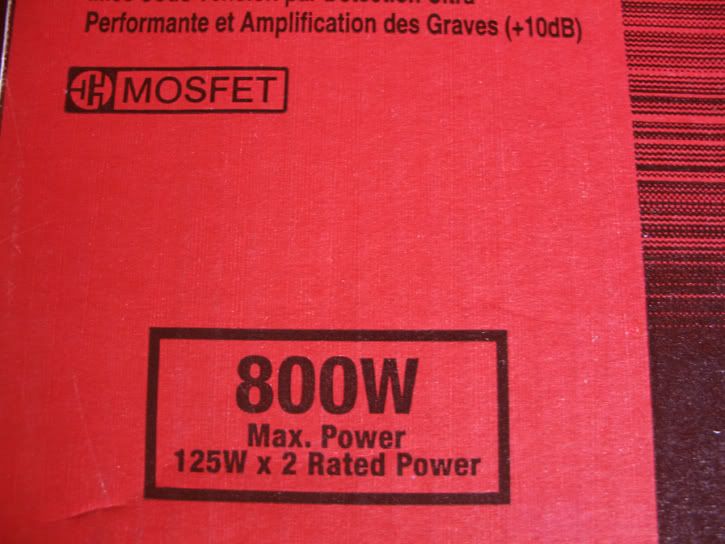 Performante et Amplification des Graves (+10dB)
MOSFET
800W
Max. Power
125W x 2 Rated Power